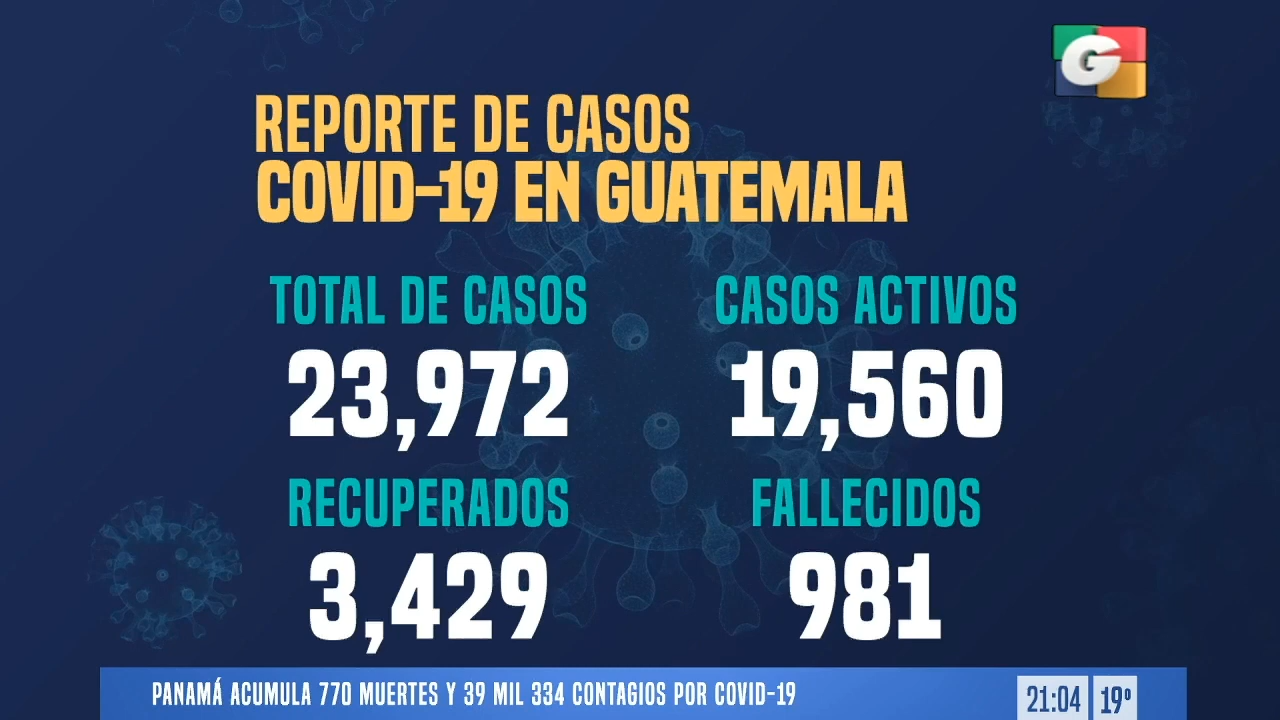 G
REPORTE DE CASOS
COVID-19 EN GUATEMALA
TOTAL DE CASOS
CASOS ACTIVOS
23,972
19,560
RECUPERADOS
FALLECIDOS
3,429
981
PANAMÁ ACUMULA 770 MUERTES Y 39 MIL 334 CONTAGIOS POR COVID-19
21:04
19º